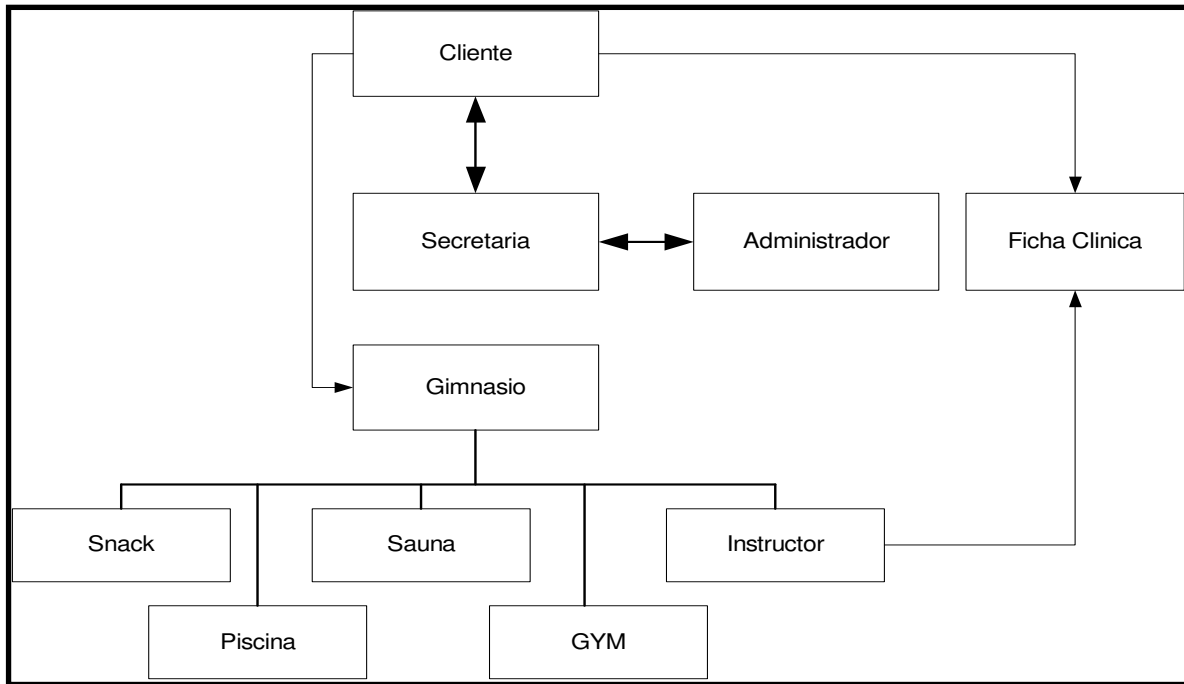 Cliente
Secretaria
Administrador
Ficha Clinica
Gimnasio
Snack
Sauna
Instructor
Piscina
GYM